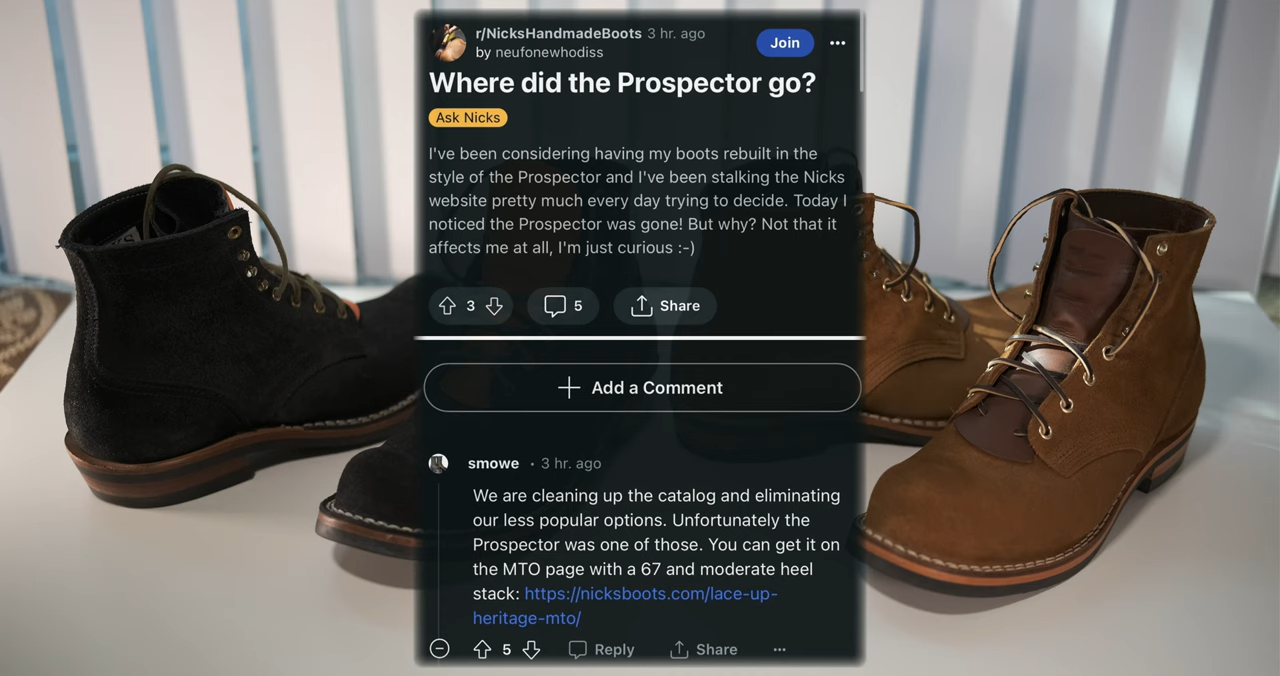 r/NicksHandmadeBoots 3 hr. ago
by neufonewhodiss
Join
Where did the Prospector go?
Ask Nicks
I've been considering having my boots rebuilt in the
style of the Prospector and I've been stalking the Nicks
website pretty much every day trying to decide. Today I
noticed the Prospector was gone! But why? Not that it
affects me at all, I'm just curious :-)
3
5
Share
Add a Comment
smowe · 3 hr. ago
We are cleaning up the catalog and eliminating
our less popular options. Unfortunately the
Prospector was one of those. You can get it on
the MTO page with a 67 and moderate heel
stack: https://nicksboots.com/lace-up-
heritage-mto/
5
Reply
Share